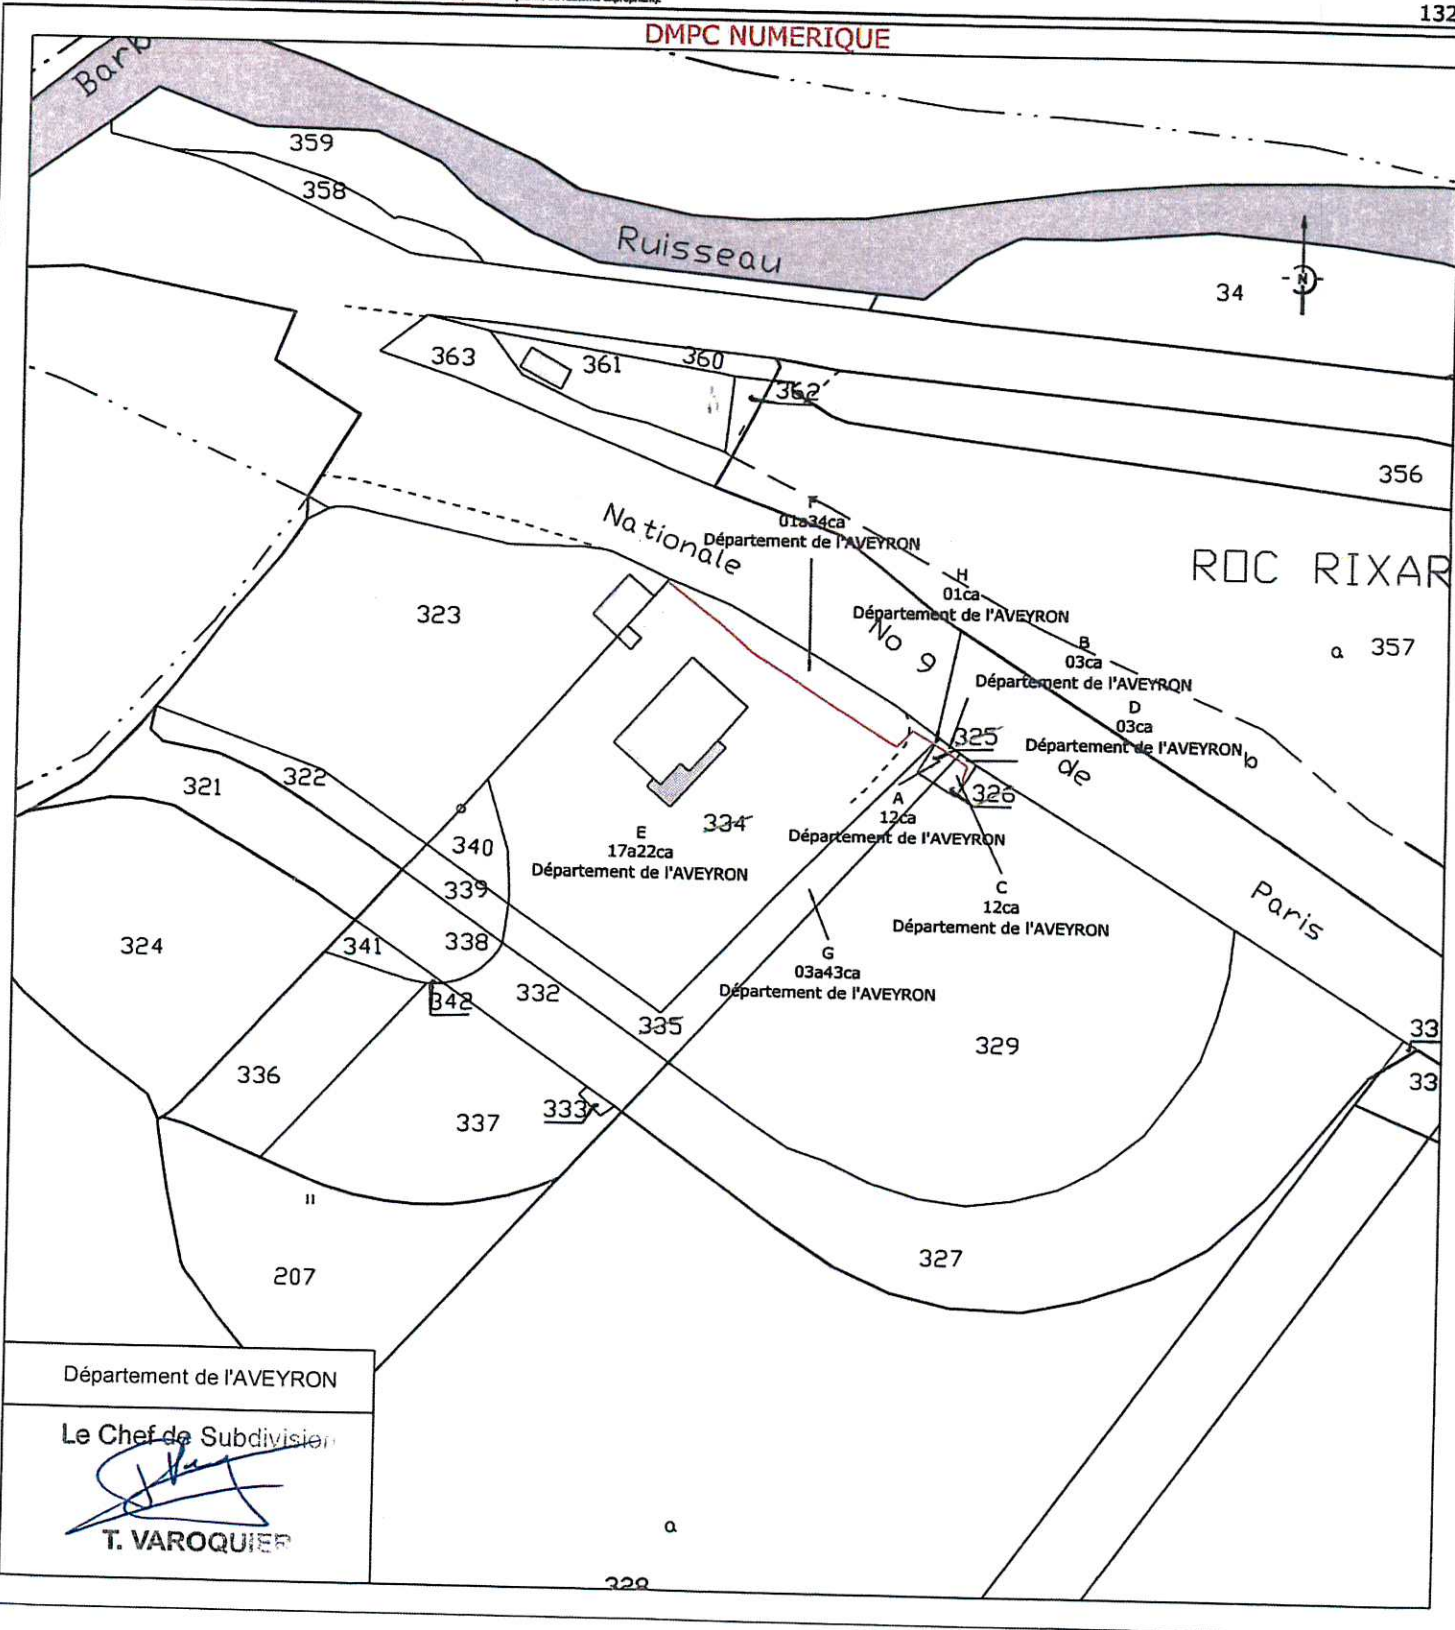 132
DMPC NUMERIQUE
Barb
359
358
Ruisseau
34
N
363
361
360
362
356
Nationale
F
01a34ca
Département de l'AVEYRON
ROC RIXAR
H
01ca
Département de l'AVEYRON
323
No 9
B
03ca
Département de l'AVEYRON
a 357
D
03ca
Département de l'AVEYRON
b
325
de
326
321
322
A
12ca
Département de l'AVEYRON
334
E
17a22ca
Département de l'AVEYRON
340
339
338
341
324
C
12ca
Département de l'AVEYRON
Paris
G
03a43ca
Département de l'AVEYRON
342
332
335
329
33
33
336
337
333
II
207
327
Département de l'AVEYRON
Le Chef de Subdivision
T. VAROQUIER
a
328